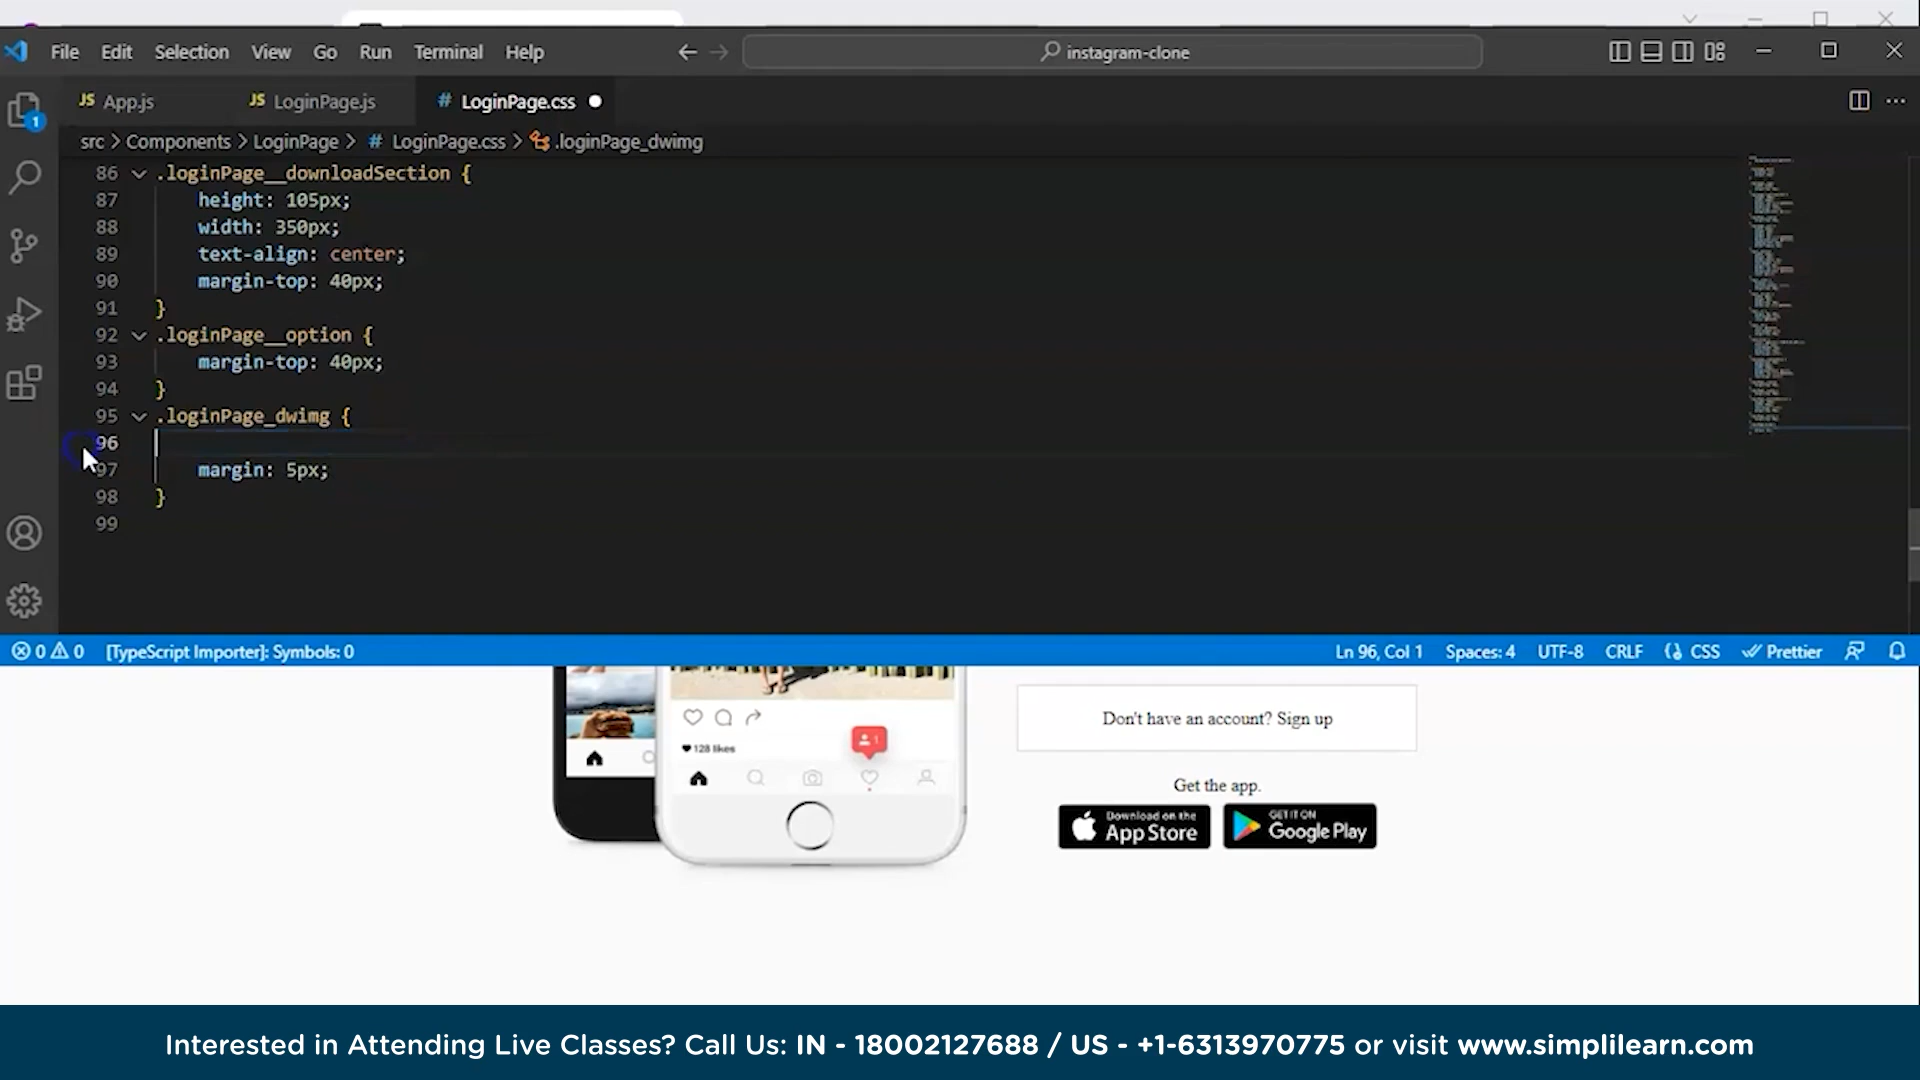 File Edit Selection View Go Run Terminal Help
instagram-clone
JS App.js JS LoginPage.js # LoginPage.css
src > Components > LoginPage > # LoginPage.css > .loginPage_dwimg
86 .loginPage__downloadSection {
87 height: 105px;
88 width: 350px;
89 text-align: center;
90 margin-top: 40px;
91 }
92 .loginPage__option {
93 margin-top: 40px;
94 }
95 .loginPage_dwimg {
96
97 margin: 5px;
98 }
99
1
0 0 [TypeScript Importer]: Symbols: 0 Ln 96, Col 1 Spaces: 4 UTF-8 CRLF CSS Prettier
128 likes
1
Don't have an account? Sign up
Get the app.
Download on the
App Store
GET IT ON
Google Play
Interested in Attending Live Classes? Call Us: IN - 18002127688 / US - +1-6313970775 or visit www.simplilearn.com